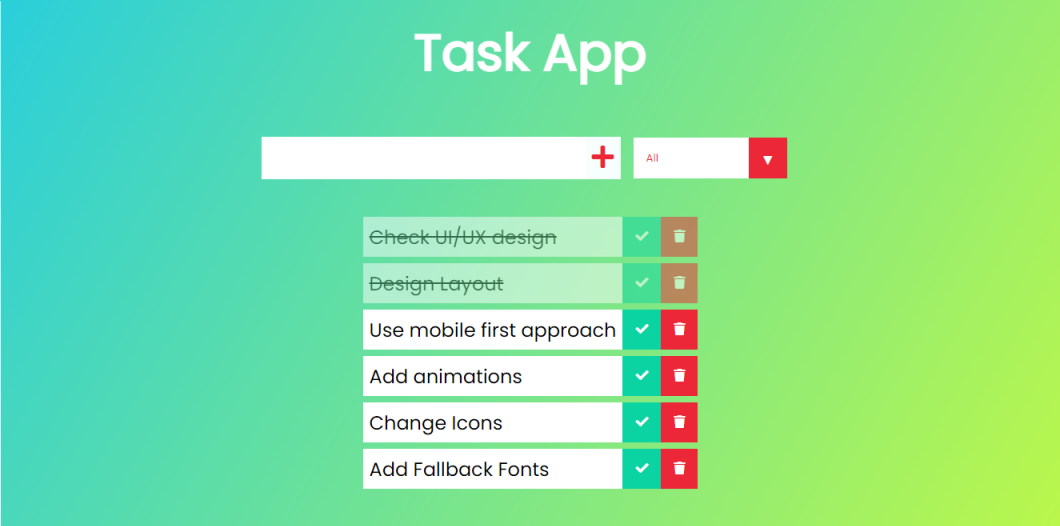 Task App
All
Check UI/UX design
Design Layout
Use mobile first approach
Add animations
Change Icons
Add Fallback Fonts